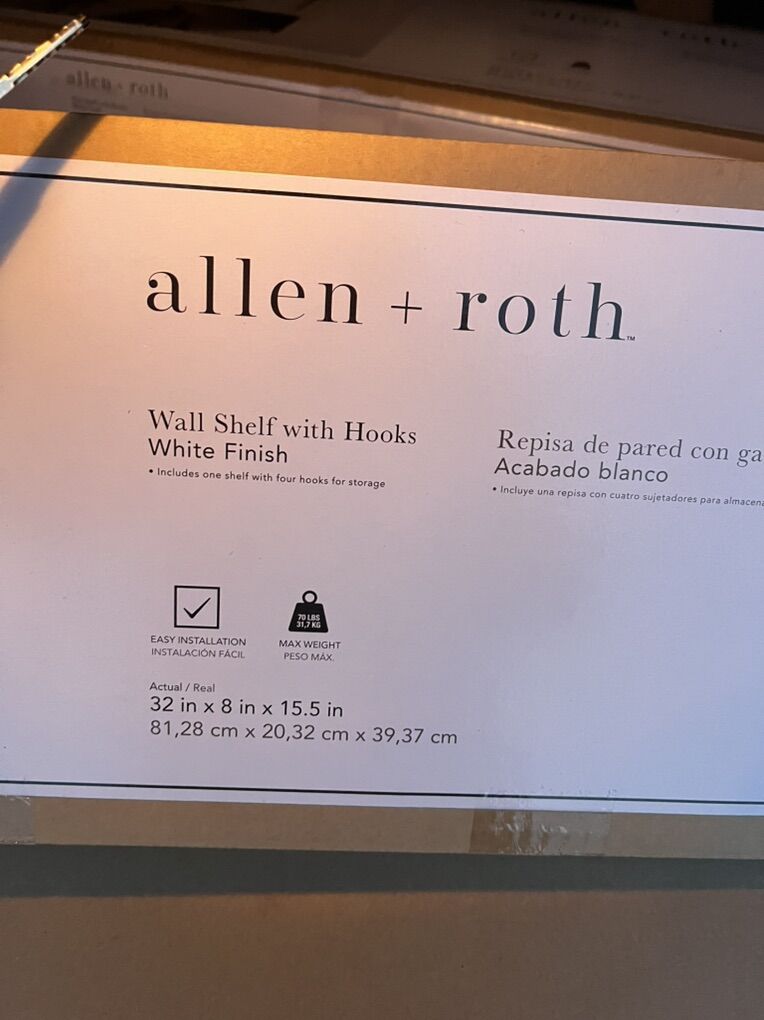 allen + roth
allen + roth™
Wall Shelf with Hooks
White Finish
• Includes one shelf with four hooks for storage
Repisa de pared con ga
Acabado blanco
• Incluye una repisa con cuatro sujetadores para almacena
70 LBS
31,7 KG
EASY INSTALLATION
INSTALACIÓN FÁCIL
MAX WEIGHT
PESO MÁX.
Actual / Real
32 in x 8 in x 15.5 in
81,28 cm x 20,32 cm x 39,37 cm